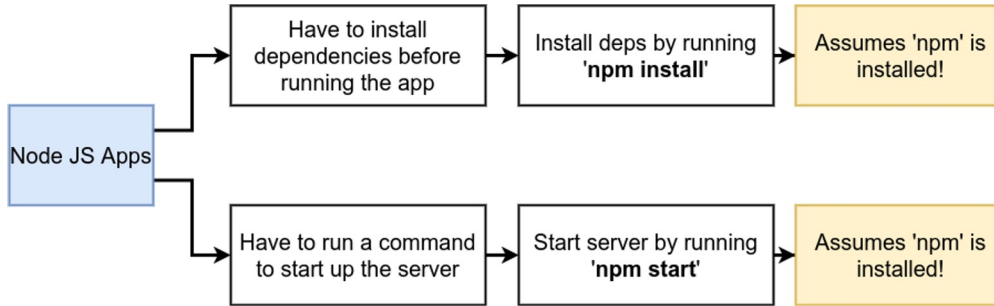 Node JS Apps
Have to install
dependencies before
running the app
Install deps by running
'npm install'
Assumes 'npm' is
installed!
Have to run a command
to start up the server
Start server by running
'npm start'
Assumes 'npm' is
installed!